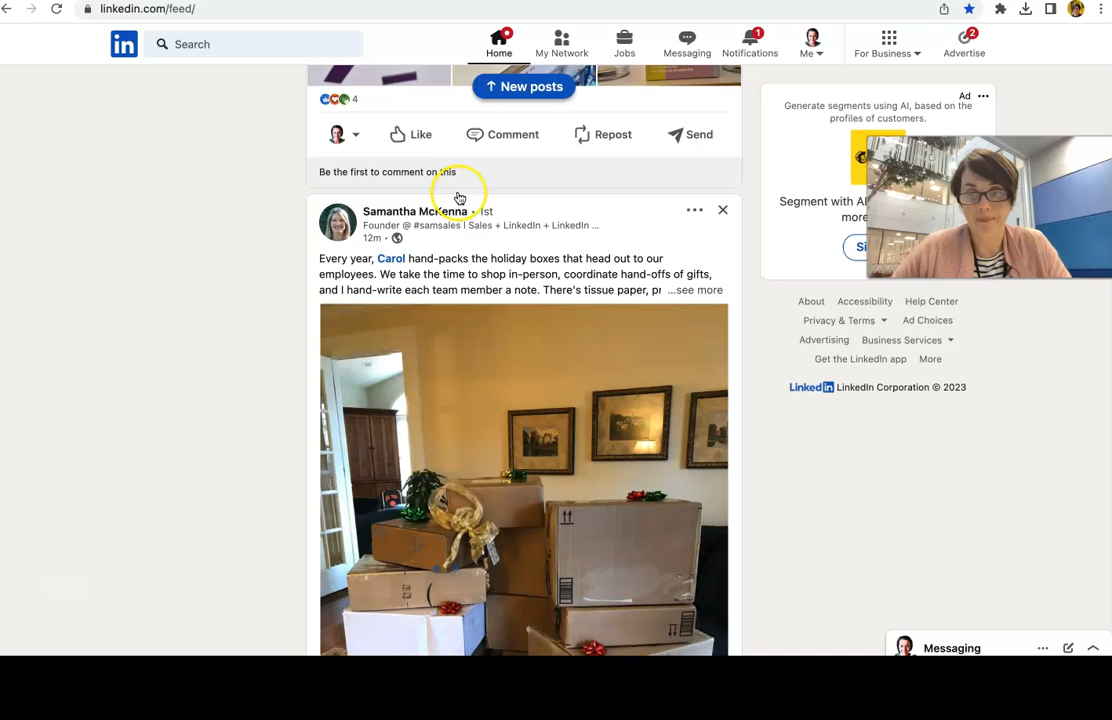 linkedin.com/feed/
in
Search
Home
My Network
Jobs
Messaging
1
Notifications
Me
For Business
2
Advertise
↑ New posts
4
Like
Comment
Repost
Send
Be the first to comment on this
Samantha McKenna · 1st
Founder @ #samsales l Sales + LinkedIn + LinkedIn ...
12m •
Every year, Carol hand-packs the holiday boxes that head out to our
employees. We take the time to shop in-person, coordinate hand-offs of gifts,
and I hand-write each team member a note. There's tissue paper, pr ...see more
Ad
Generate segments using AI, based on the
profiles of customers.
Segment with AI
more
About Accessibility Help Center
Privacy & Terms Ad Choices
Advertising Business Services
Get the LinkedIn app More
LinkedIn LinkedIn Corporation © 2023
Messaging